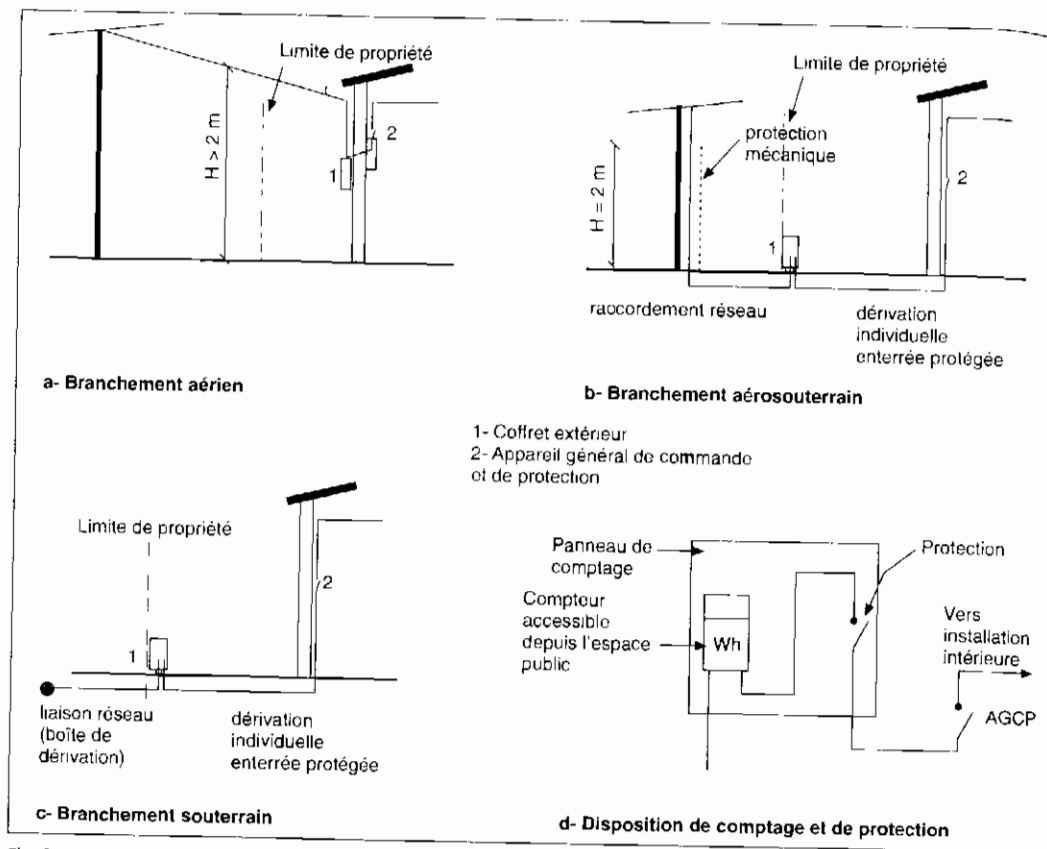 Limite de propriété
H > 2 m
1
2
a- Branchement aérien
Limite de propriété
protection
mécanique
H = 2 m
1
2
raccordement réseau
dérivation
individuelle
enterrée protégée
b- Branchement aérosouterrain
1- Coffret extérieur
2- Appareil général de commande
et de protection
Limite de propriété
1
2
liaison réseau
(boîte de
dérivation)
dérivation
individuelle
enterrée protégée
c- Branchement souterrain
Panneau de
comptage
Compteur
accessible
depuis l'espace
public
Wh
Protection
Vers
installation
intérieure
AGCP
d- Disposition de comptage et de protection